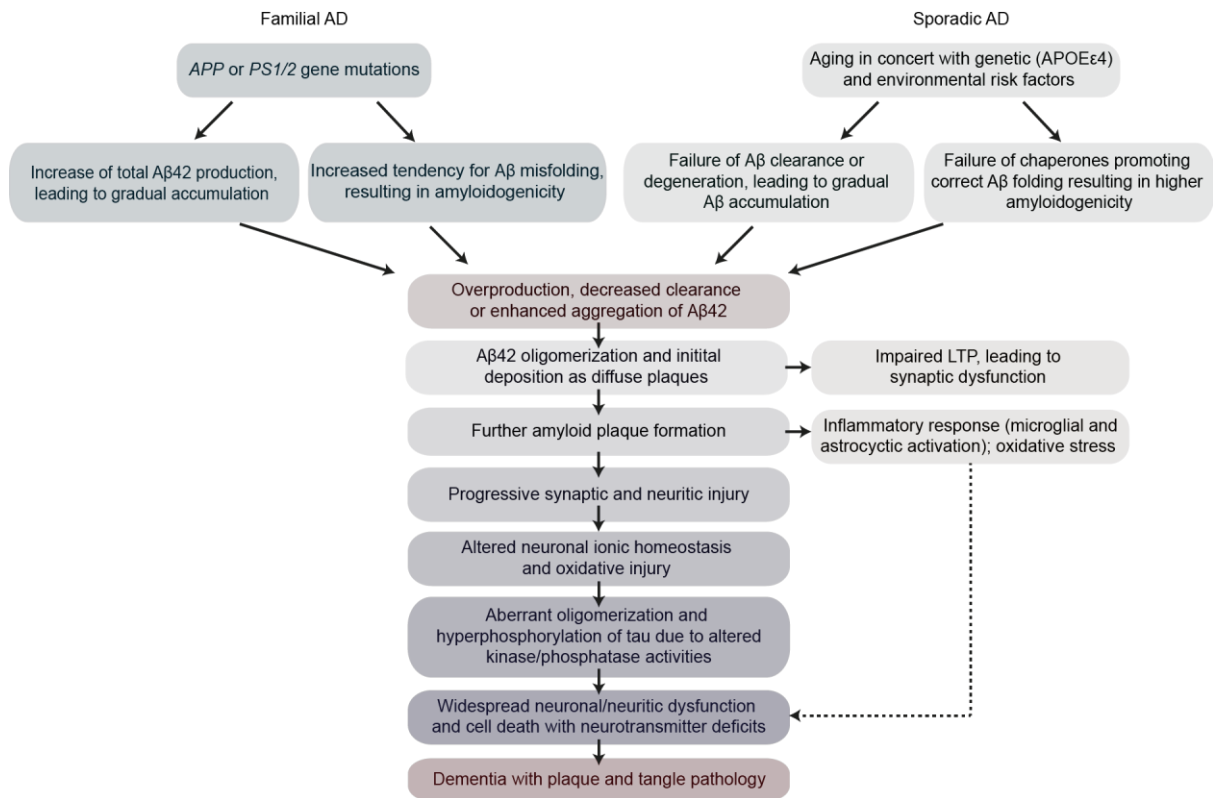 Familial AD
Sporadic AD
APP or PS1/2 gene mutations
Aging in concert with genetic (APOEε4)
and environmental risk factors
Increase of total Aβ42 production,
leading to gradual accumulation
Increased tendency for Aβ misfolding,
resulting in amyloidogenicity
Failure of Aβ clearance or
degeneration, leading to gradual
Aβ accumulation
Failure of chaperones promoting
correct Aβ folding resulting in higher
amyloidogenicity
Overproduction, decreased clearance
or enhanced aggregation of Aβ42
Aβ42 oligomerization and initital
deposition as diffuse plaques
Impaired LTP, leading to
synaptic dysfunction
Further amyloid plaque formation
Inflammatory response (microglial and
astrocyctic activation); oxidative stress
Progressive synaptic and neuritic injury
Altered neuronal ionic homeostasis
and oxidative injury
Aberrant oligomerization and
hyperphosphorylation of tau due to altered
kinase/phosphatase activities
Widespread neuronal/neuritic dysfunction
and cell death with neurotransmitter deficits
Dementia with plaque and tangle pathology